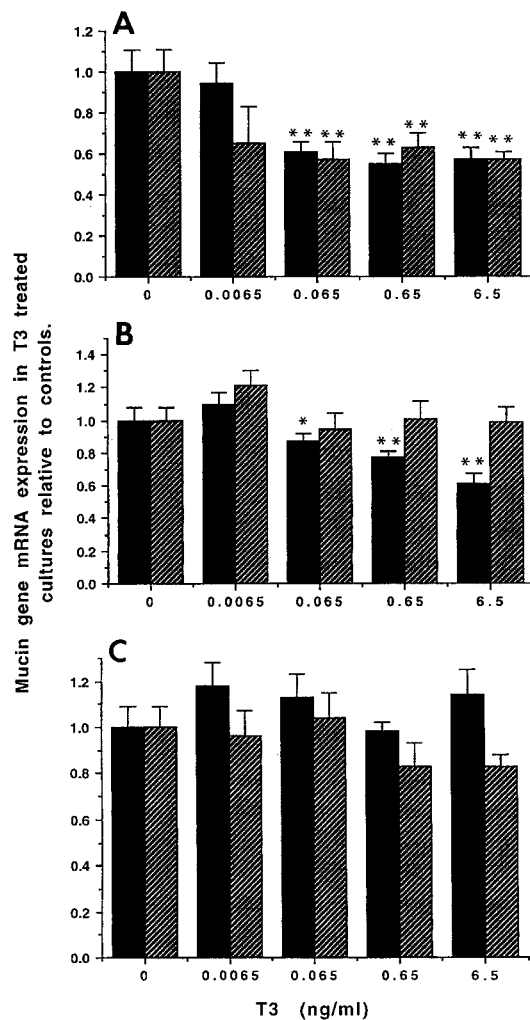 A
Mucin gene mRNA expression in T3 treated
cultures relative to controls.
1.2
1.0
0.8
0.6
0.4
0.2
0.0
** ** ** ** ** **
0 0.0065 0.065 0.65 6.5
B
1.4
1.2
1.0
0.8
0.6
0.4
0.2
0.0
* ** **
0 0.0065 0.065 0.65 6.5
C
1.2
1.0
0.8
0.6
0.4
0.2
0.0
0 0.0065 0.065 0.65 6.5
T3 (ng/ml)